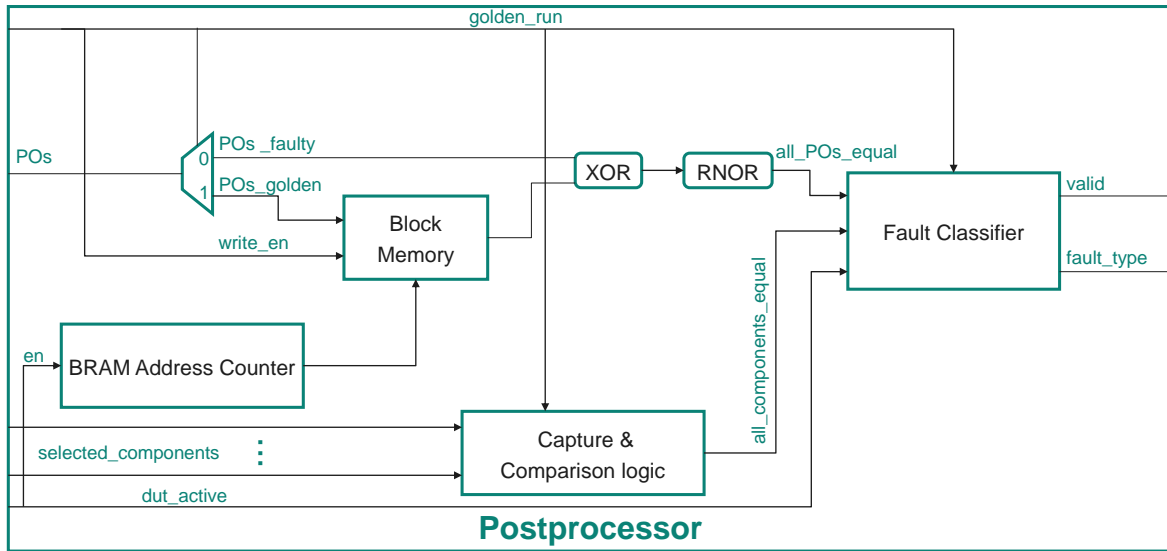 golden_run
POs
0
POs _faulty
1
POs_golden
write_en
Block
Memory
XOR
RNOR
all_POs_equal
Fault Classifier
valid
fault_type
all_components_equal
en
BRAM Address Counter
selected_components
Capture &
Comparison logic
dut_active
Postprocessor